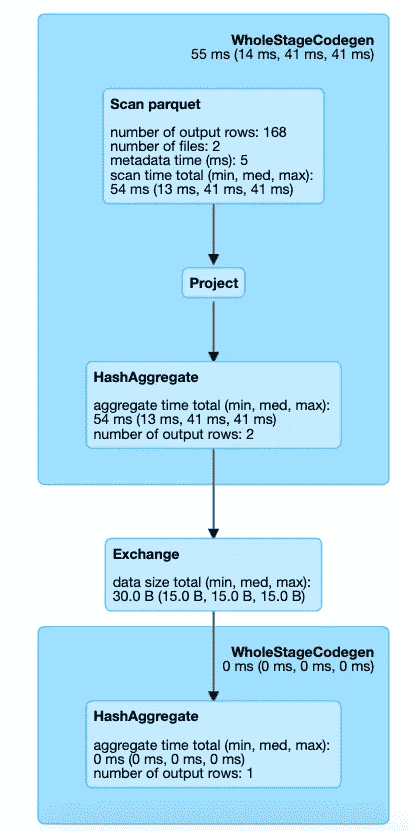 WholeStageCodegen
55 ms (14 ms, 41 ms, 41 ms)
Scan parquet
number of output rows: 168
number of files: 2
metadata time (ms): 5
scan time total (min, med, max):
54 ms (13 ms, 41 ms, 41 ms)
Project
HashAggregate
aggregate time total (min, med, max):
54 ms (13 ms, 41 ms, 41 ms)
number of output rows: 2
Exchange
data size total (min, med, max):
30.0 B (15.0 B, 15.0 B, 15.0 B)
WholeStageCodegen
0 ms (0 ms, 0 ms, 0 ms)
HashAggregate
aggregate time total (min, med, max):
0 ms (0 ms, 0 ms, 0 ms)
number of output rows: 1